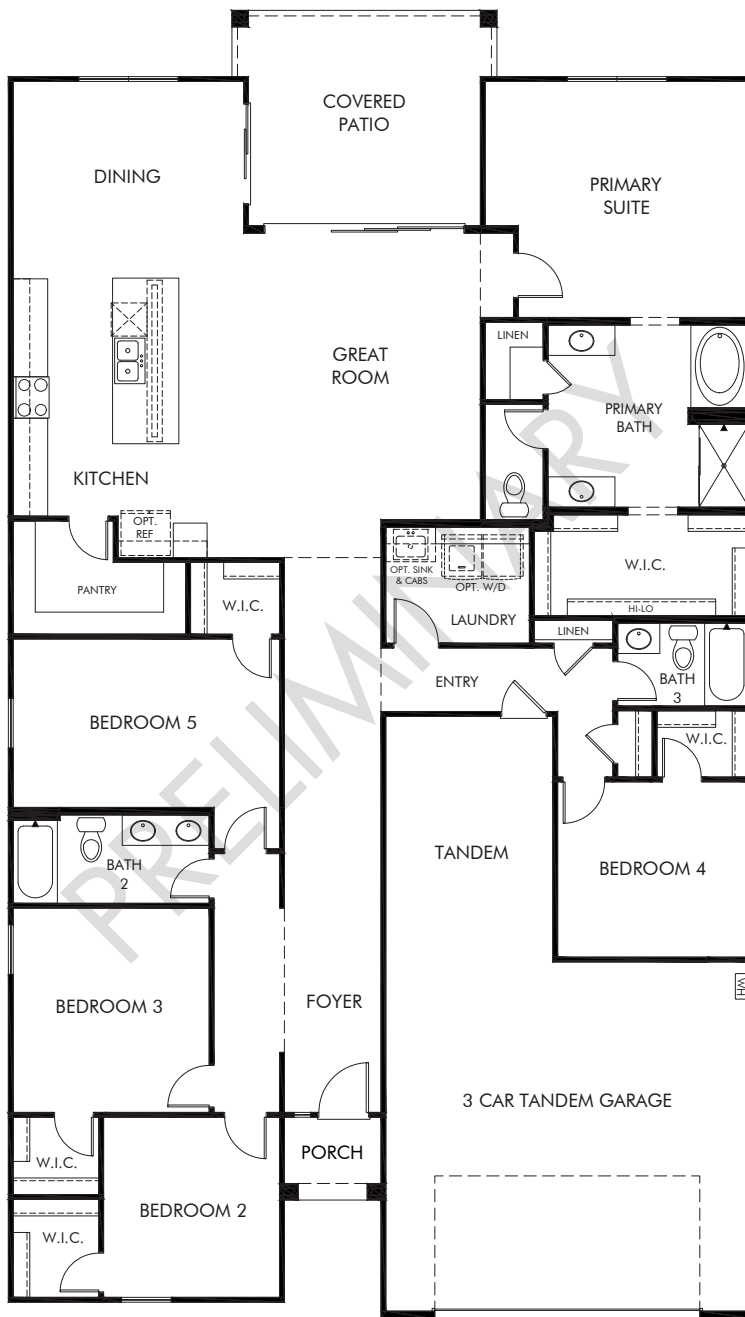 COVERED
PATIO
DINING
PRIMARY
SUITE
LINEN
GREAT
ROOM
PRIMARY
BATH
KITCHEN
OPT.
REF
OPT. SINK
& CABS
OPT. W/D
W.I.C.
PANTRY
W.I.C.
LAUNDRY
HI-LO
LINEN
ENTRY
BATH
3
BEDROOM 5
W.I.C.
TANDEM
BATH
2
BEDROOM 4
WH
BEDROOM 3
FOYER
3 CAR TANDEM GARAGE
PORCH
W.I.C.
BEDROOM 2
W.I.C.
PRELIMINARY